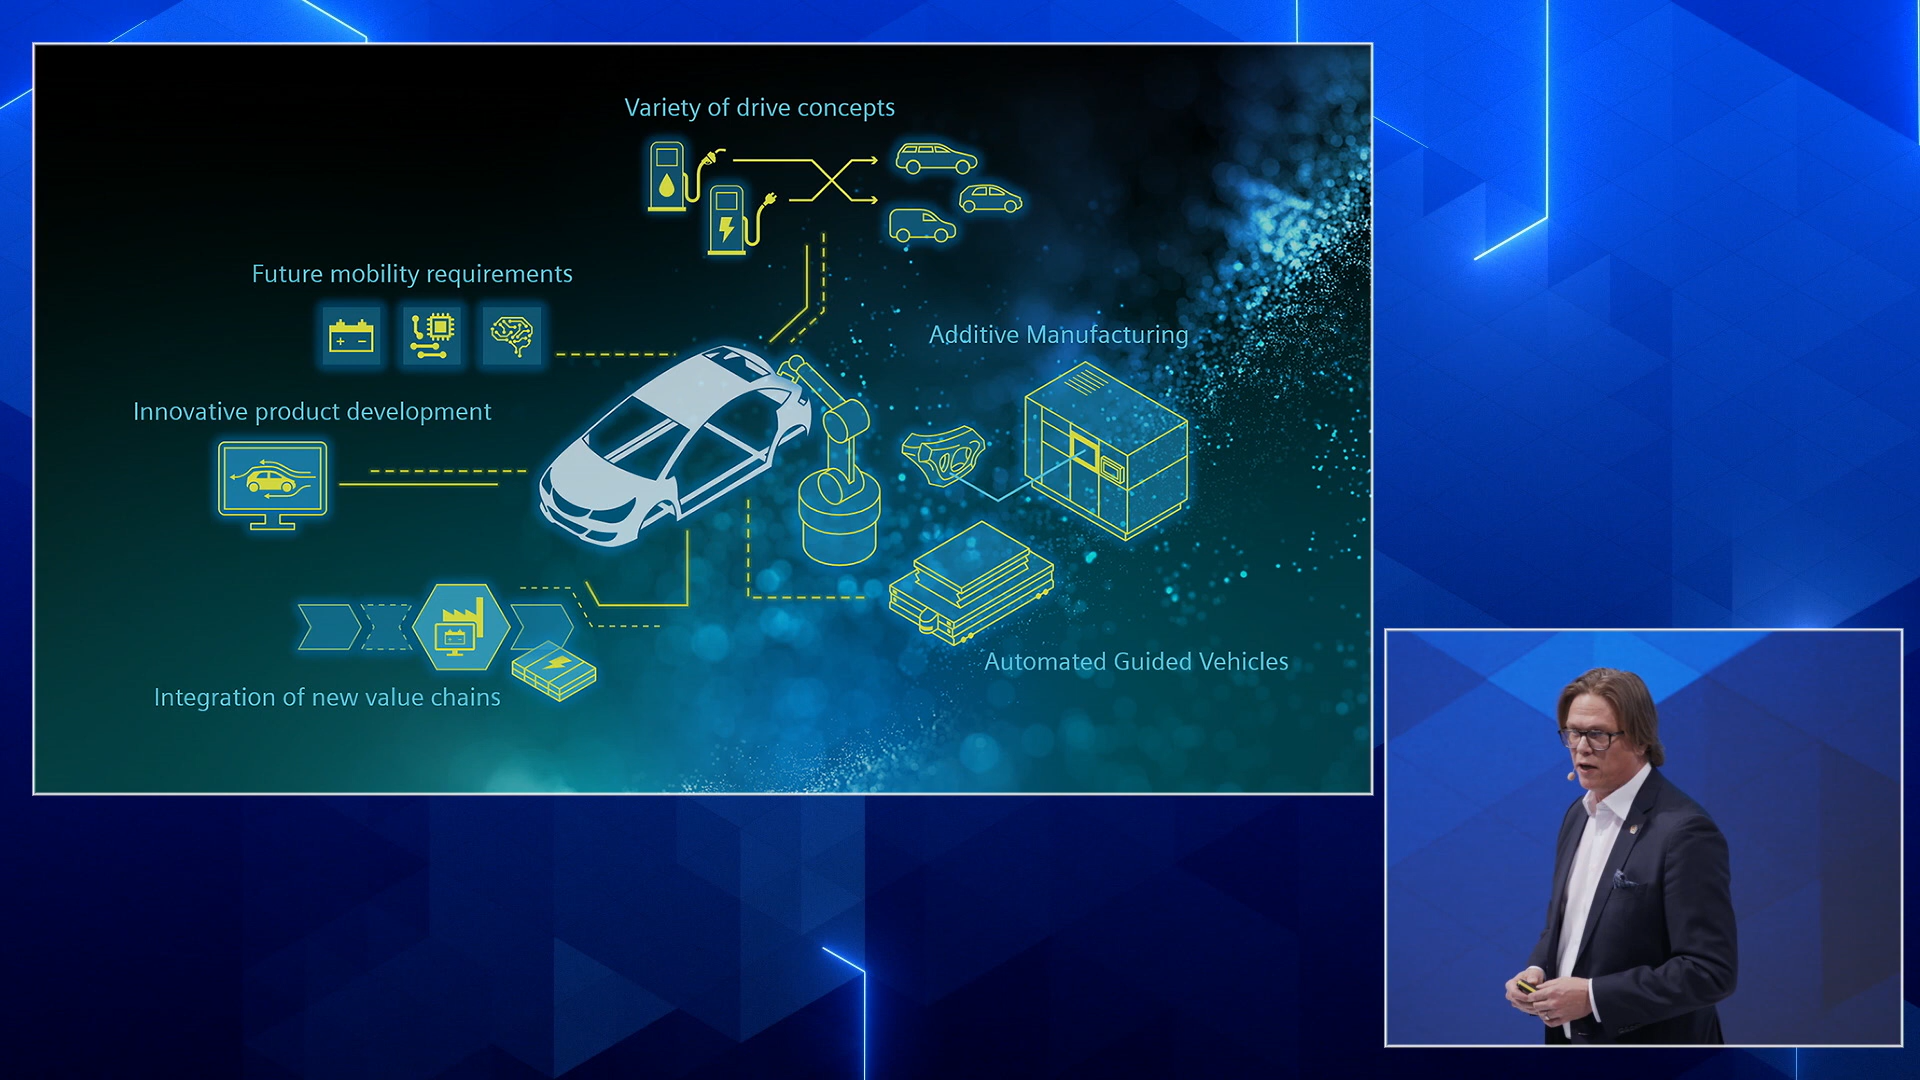 Variety of drive concepts
Future mobility requirements
Additive Manufacturing
Innovative product development
Automated Guided Vehicles
Integration of new value chains